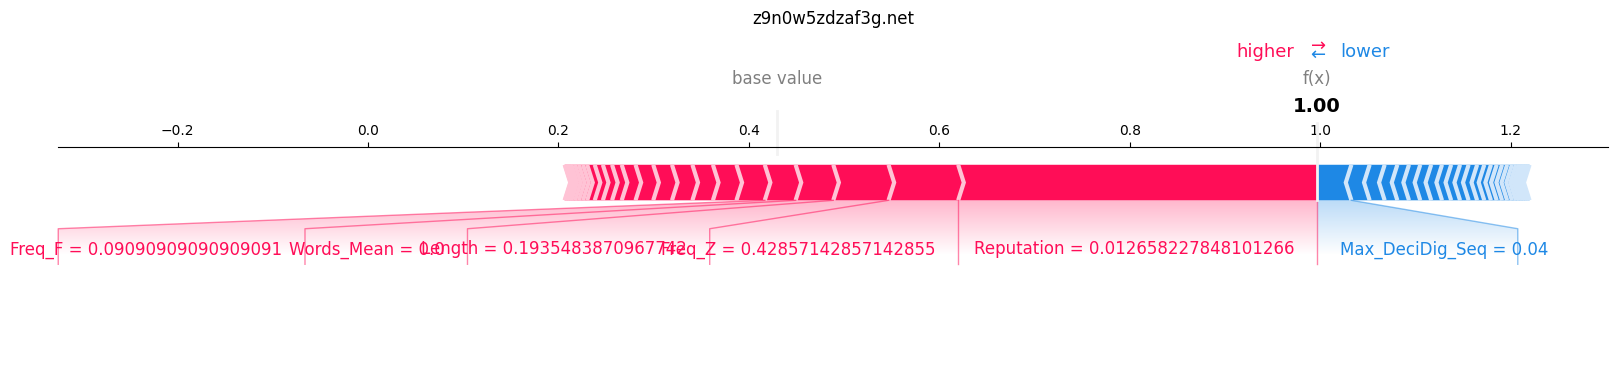 z9n0w5zdzaf3g.net
higher → ← lower
base value f(x)
1.00
−0.2 0.0 0.2 0.4 0.6 0.8 1.0 1.2
Freq_F = 0.09090909090909091 Words_Mean = 0.0 Length = 0.1935483870967742 Freq_Z = 0.42857142857142855 Reputation = 0.012658227848101266 Max_DeciDig_Seq = 0.04